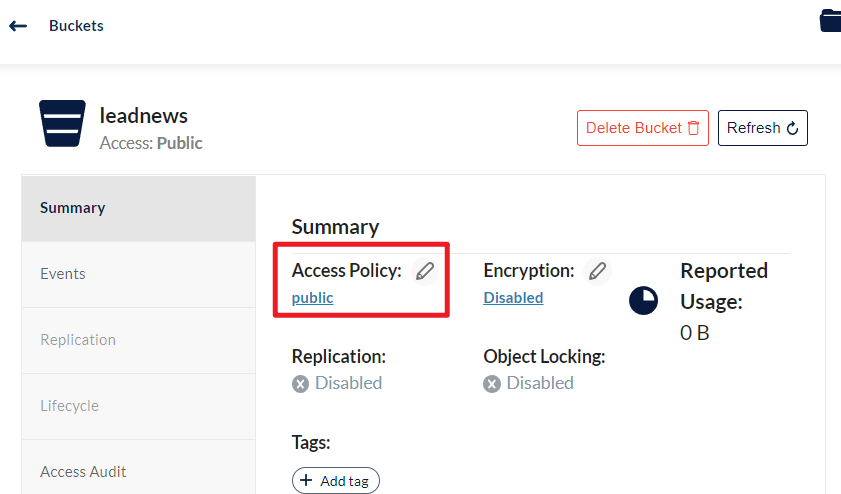 Buckets
leadnews
Access: Public
Delete Bucket
Refresh
Summary
Events
Replication
Lifecycle
Access Audit
Summary
Access Policy:
public
Encryption:
Disabled
Reported
Usage:
0 B
Replication:
Disabled
Object Locking:
Disabled
Tags:
+ Add tag